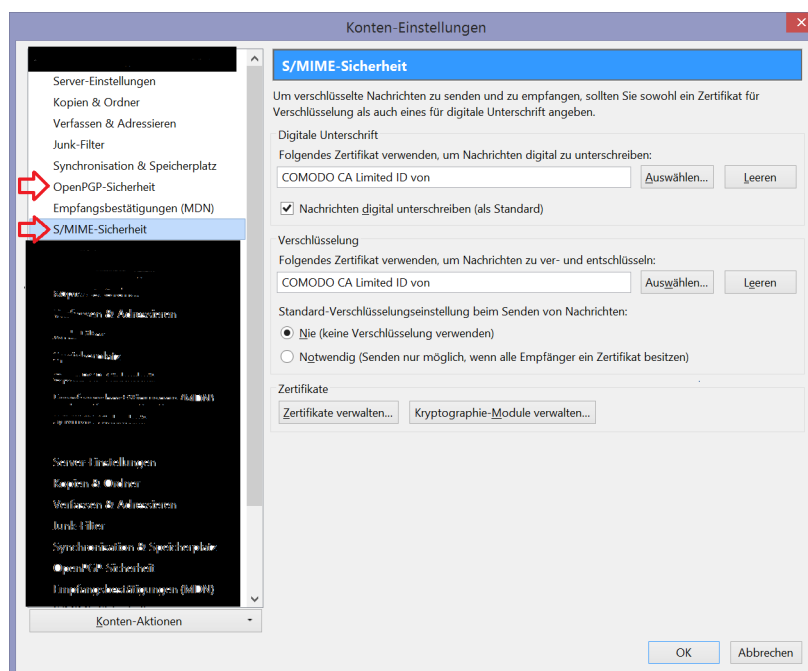 Konten-Einstellungen
Server-Einstellungen
Kopien & Ordner
Verfassen & Adressieren
Junk-Filter
Synchronisation & Speicherplatz
OpenPGP-Sicherheit
Empfangsbestätigungen (MDN)
S/MIME-Sicherheit
Verfassen & Adressieren
Server-Einstellungen
Kopien & Ordner
Verfassen & Adressieren
Junk-Filter
Synchronisation & Speicherplatz
OpenPGP-Sicherheit
Empfangsbestätigungen (MDN)
Konten-Aktionen
S/MIME-Sicherheit
Um verschlüsselte Nachrichten zu senden und zu empfangen, sollten Sie sowohl ein Zertifikat für
Verschlüsselung als auch eines für digitale Unterschrift angeben.
Digitale Unterschrift
Folgendes Zertifikat verwenden, um Nachrichten digital zu unterschreiben:
COMODO CA Limited ID von
Auswählen...
Leeren
Nachrichten digital unterschreiben (als Standard)
Verschlüsselung
Folgendes Zertifikat verwenden, um Nachrichten zu ver- und entschlüsseln:
COMODO CA Limited ID von
Auswählen...
Leeren
Standard-Verschlüsselungseinstellung beim Senden von Nachrichten:
Nie (keine Verschlüsselung verwenden)
Notwendig (Senden nur möglich, wenn alle Empfänger ein Zertifikat besitzen)
Zertifikate
Zertifikate verwalten...
Kryptographie-Module verwalten...
OK
Abbrechen